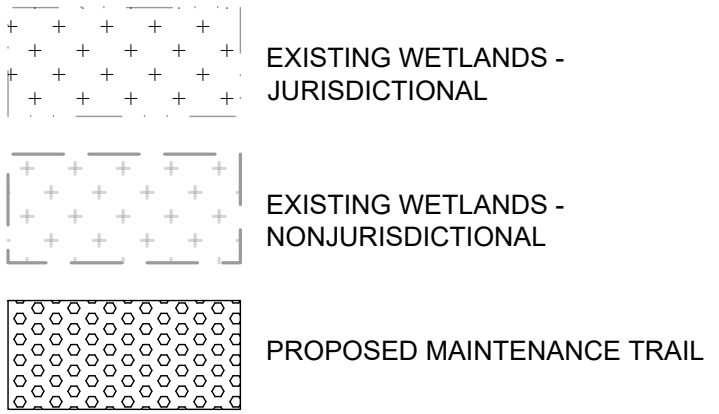 EXISTING WETLANDS -
JURISDICTIONAL
EXISTING WETLANDS -
NONJURISDICTIONAL
PROPOSED MAINTENANCE TRAIL